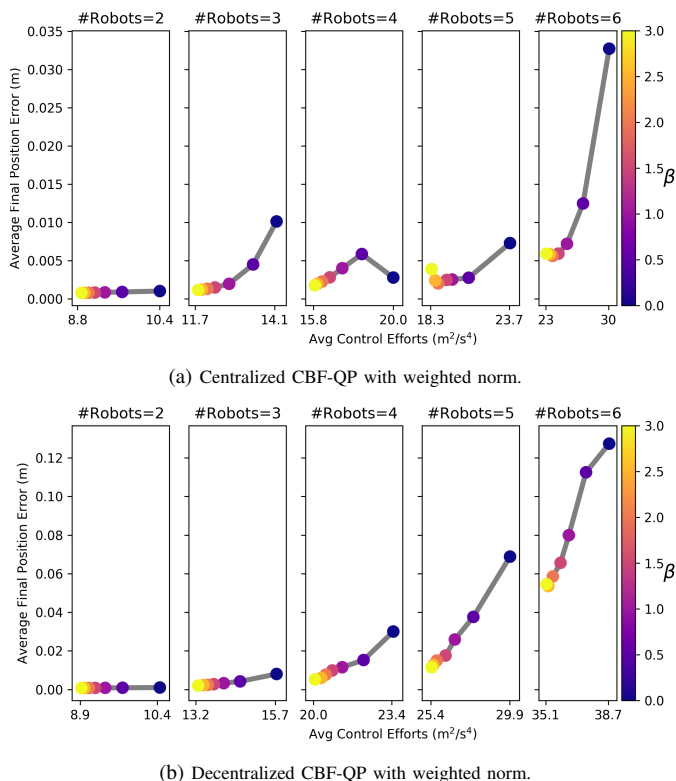 #Robots=2 #Robots=3 #Robots=4 #Robots=5 #Robots=6
Average Final Position Error (m)
0.035
0.030
0.025
0.020
0.015
0.010
0.005
0.000
8.8 10.4 11.7 14.1 15.8 20.0 18.3 23.7 23 30
Avg Control Efforts (m²/s⁴)
3.0
2.5
2.0
1.5
1.0
0.5
0.0
β
(a) Centralized CBF-QP with weighted norm.
#Robots=2 #Robots=3 #Robots=4 #Robots=5 #Robots=6
Average Final Position Error (m)
0.12
0.10
0.08
0.06
0.04
0.02
0.00
8.9 10.4 13.2 15.7 20.0 23.4 25.4 29.9 35.1 38.7
Avg Control Efforts (m²/s⁴)
3.0
2.5
2.0
1.5
1.0
0.5
0.0
β
(b) Decentralized CBF-QP with weighted norm.